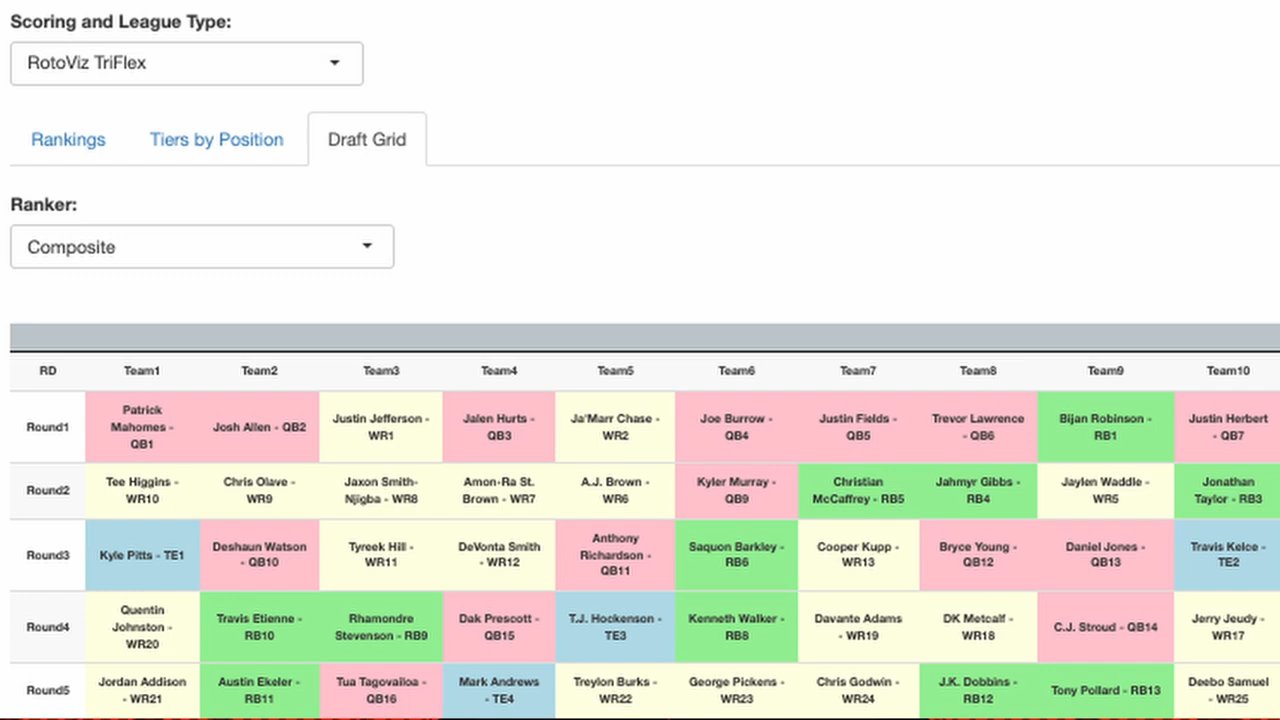 Scoring and League Type:
RotoViz TriFlex
Rankings Tiers by Position Draft Grid
Ranker:
Composite
RD Team1 Team2 Team3 Team4 Team5 Team6 Team7 Team8 Team9 Team10
Round1 Patrick Mahomes - QB1 Josh Allen - QB2 Justin Jefferson - WR1 Jalen Hurts - QB3 Ja'Marr Chase - WR2 Joe Burrow - QB4 Justin Fields - QB5 Trevor Lawrence - QB6 Bijan Robinson - RB1 Justin Herbert - QB7
Round2 Tee Higgins - WR10 Chris Olave - WR9 Jaxon Smith-Njigba - WR8 Amon-Ra St. Brown - WR7 A.J. Brown - WR6 Kyler Murray - QB9 Christian McCaffrey - RB5 Jahmyr Gibbs - RB4 Jaylen Waddle - WR5 Jonathan Taylor - RB3
Round3 Kyle Pitts - TE1 Deshaun Watson - QB10 Tyreek Hill - WR11 DeVonta Smith - WR12 Anthony Richardson - QB11 Saquon Barkley - RB6 Cooper Kupp - WR13 Bryce Young - QB12 Daniel Jones - QB13 Travis Kelce - TE2
Round4 Quentin Johnston - WR20 Travis Etienne - RB10 Rhamondre Stevenson - RB9 Dak Prescott - QB15 T.J. Hockenson - TE3 Kenneth Walker - RB8 Davante Adams - WR19 DK Metcalf - WR18 C.J. Stroud - QB14 Jerry Jeudy - WR17
Round5 Jordan Addison - WR21 Austin Ekeler - RB11 Tua Tagovailoa - QB16 Mark Andrews - TE4 Treylon Burks - WR22 George Pickens - WR23 Chris Godwin - WR24 J.K. Dobbins - RB12 Tony Pollard - RB13 Deebo Samuel - WR25